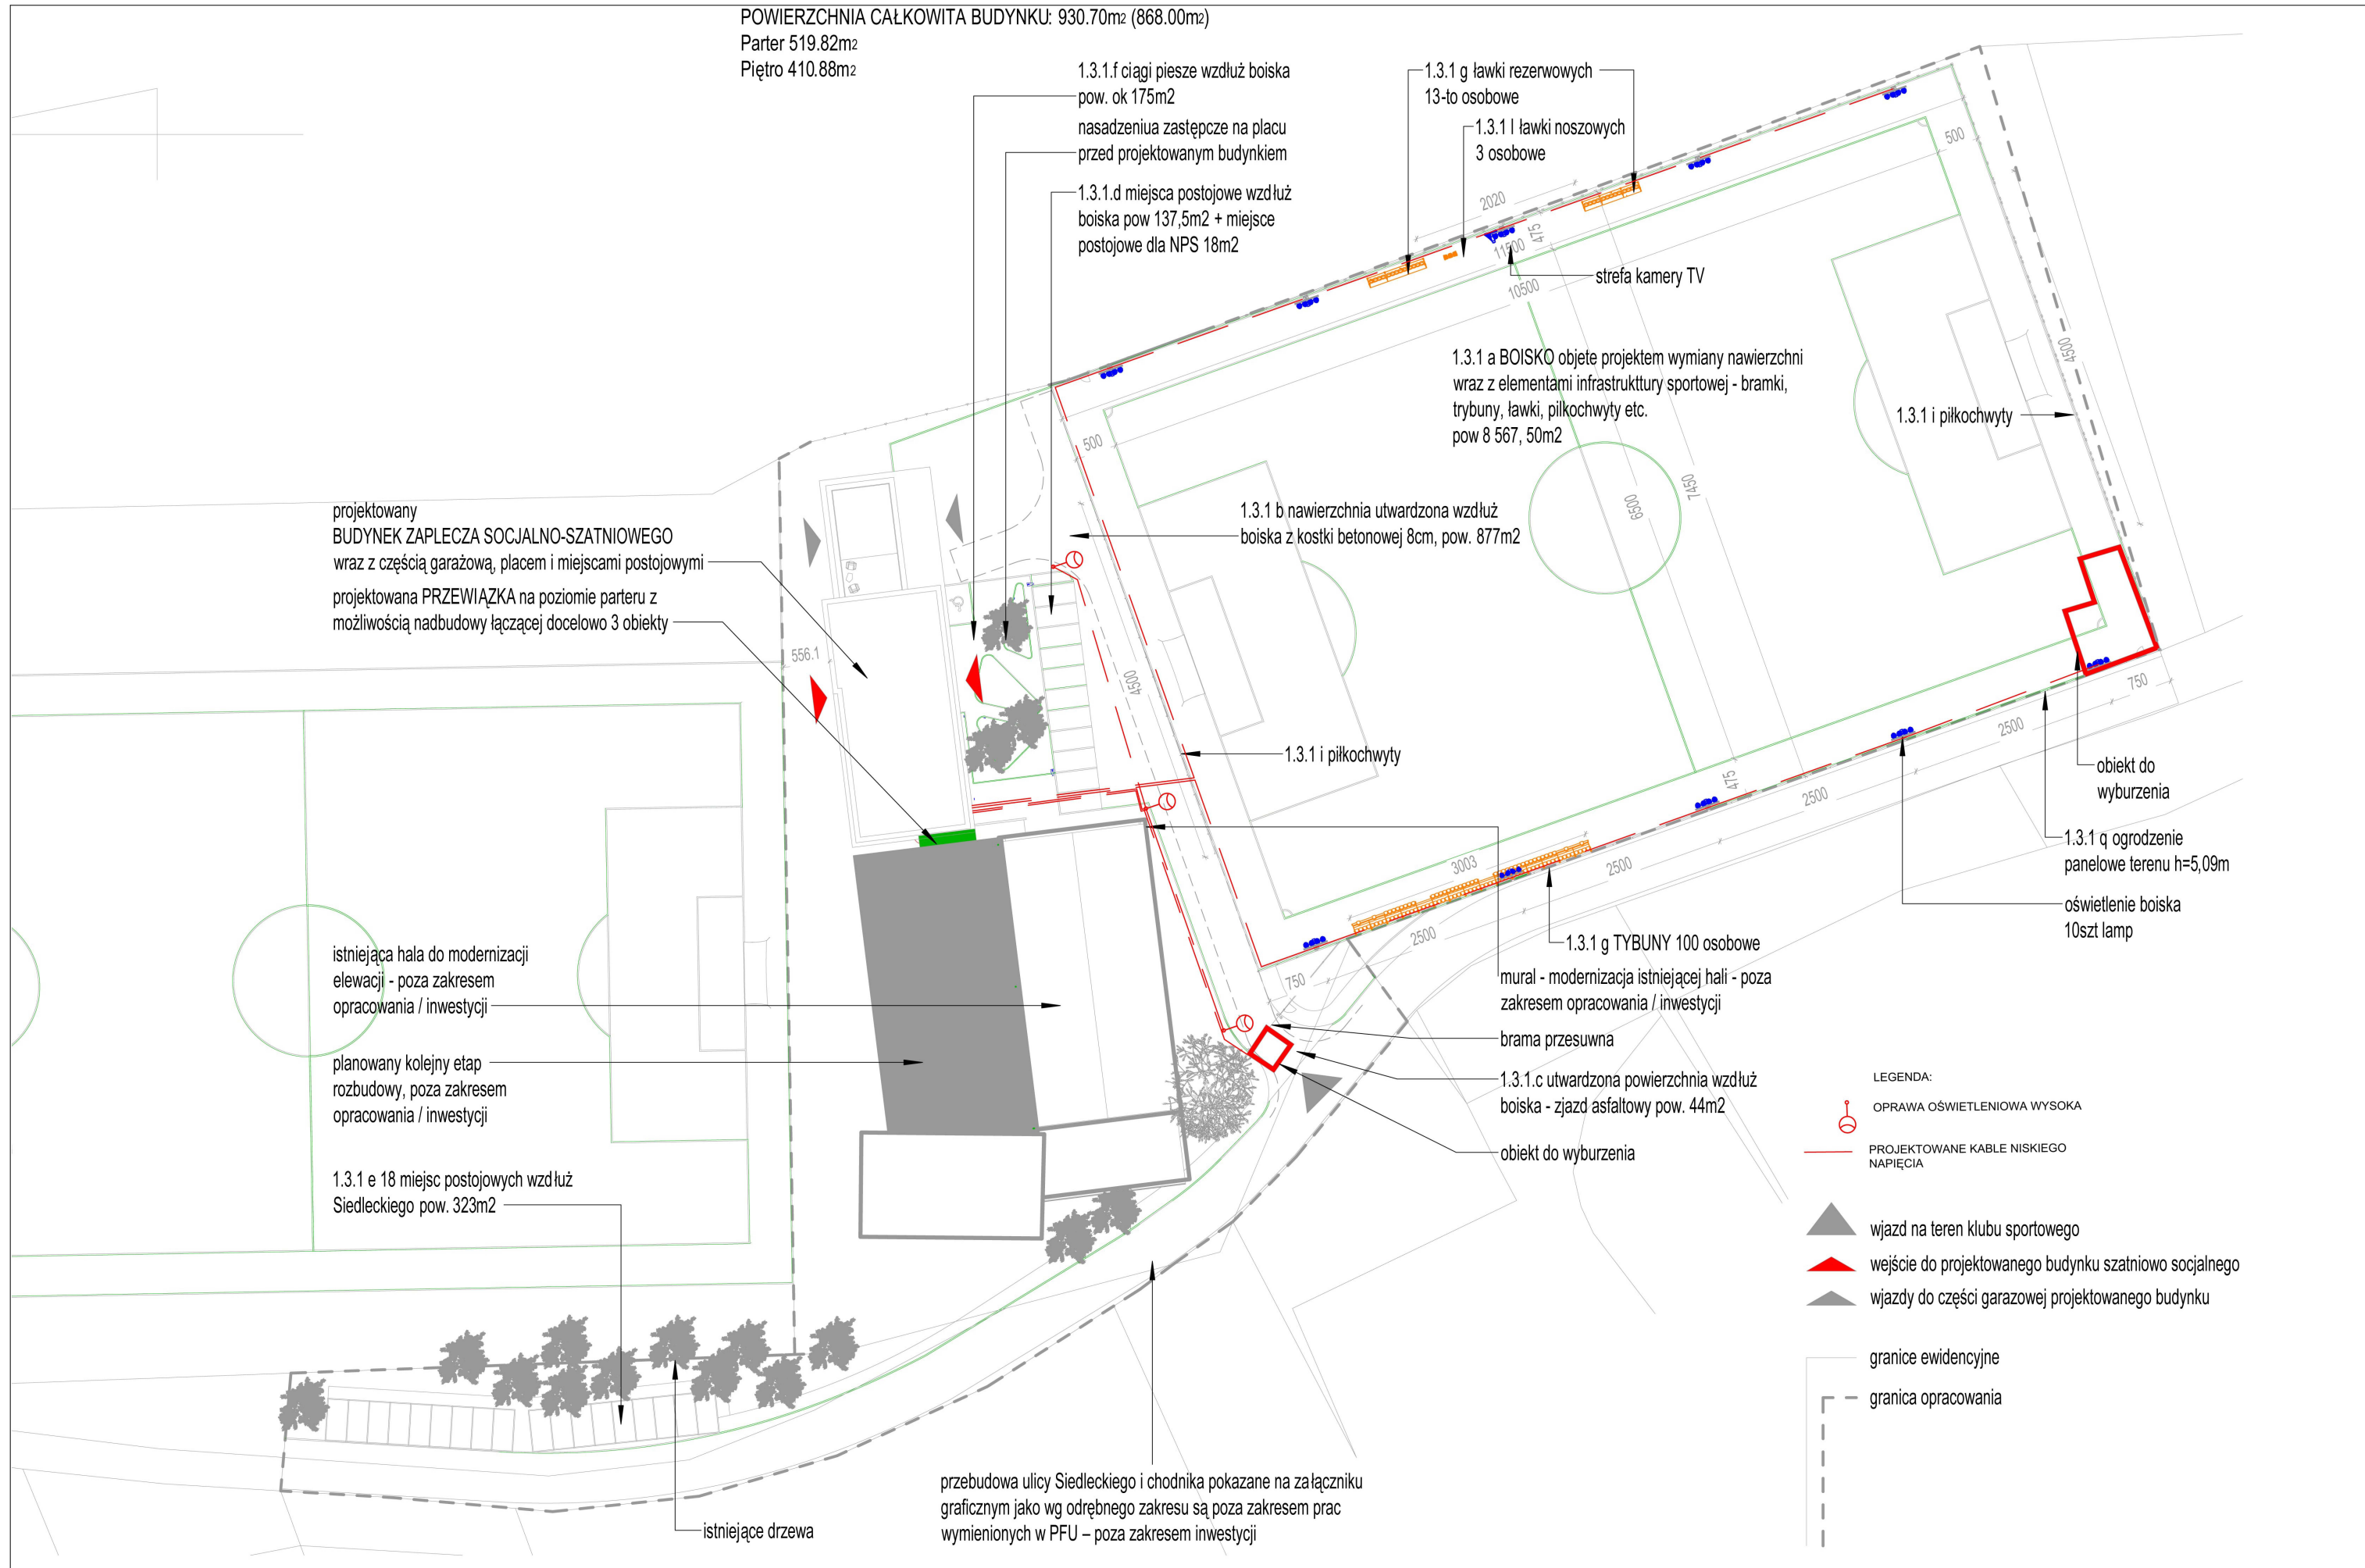 POWIERZCHNIA CAŁKOWITA BUDYNKU: 930.70m2 (868.00m2)
Parter 519.82m2
Piętro 410.88m2
1.3.1.f ciągi piesze wzdłuż boiska
pow. ok 175m2
nasadzeniua zastępcze na placu
przed projektowanym budynkiem
1.3.1.d miejsca postojowe wzdłuż
boiska pow 137,5m2 + miejsce
postojowe dla NPS 18m2
1.3.1 g ławki rezerwowych
13-to osobowe
1.3.1 l ławki noszowych
3 osobowe
strefa kamery TV
500
2020
475
11500
10500
1.3.1 a BOISKO objete projektem wymiany nawierzchni
wraz z elementami infrastrukttury sportowej - bramki,
trybuny, ławki, pilkochwyty etc.
pow 8 567, 50m2
4500
1.3.1 i piłkochwyty
500
6500
7450
1.3.1 b nawierzchnia utwardzona wzdłuż
boiska z kostki betonowej 8cm, pow. 877m2
projektowany
BUDYNEK ZAPLECZA SOCJALNO-SZATNIOWEGO
wraz z częścią garażową, placem i miejscami postojowymi
projektowana PRZEWIĄZKA na poziomie parteru z
możliwością nadbudowy łączącej docelowo 3 obiekty
556.1
4500
1.3.1 i piłkochwyty
475
750
2500
2500
2500
2500
3003
750
obiekt do
wyburzenia
1.3.1 q ogrodzenie
panelowe terenu h=5,09m
oświetlenie boiska
10szt lamp
1.3.1 g TYBUNY 100 osobowe
mural - modernizacja istniejącej hali - poza
zakresem opracowania / inwestycji
brama przesuwna
1.3.1.c utwardzona powierzchnia wzdłuż
boiska - zjazd asfaltowy pow. 44m2
obiekt do wyburzenia
istniejąca hala do modernizacji
elewacji - poza zakresem
opracowania / inwestycji
planowany kolejny etap
rozbudowy, poza zakresem
opracowania / inwestycji
1.3.1 e 18 miejsc postojowych wzdłuż
Siedleckiego pow. 323m2
istniejące drzewa
przebudowa ulicy Siedleckiego i chodnika pokazane na załączniku
graficznym jako wg odrębnego zakresu są poza zakresem prac
wymienionych w PFU – poza zakresem inwestycji
LEGENDA:
OPRAWA OŚWIETLENIOWA WYSOKA
PROJEKTOWANE KABLE NISKIEGO
NAPIĘCIA
wjazd na teren klubu sportowego
wejście do projektowanego budynku szatniowo socjalnego
wjazdy do części garazowej projektowanego budynku
granice ewidencyjne
granica opracowania